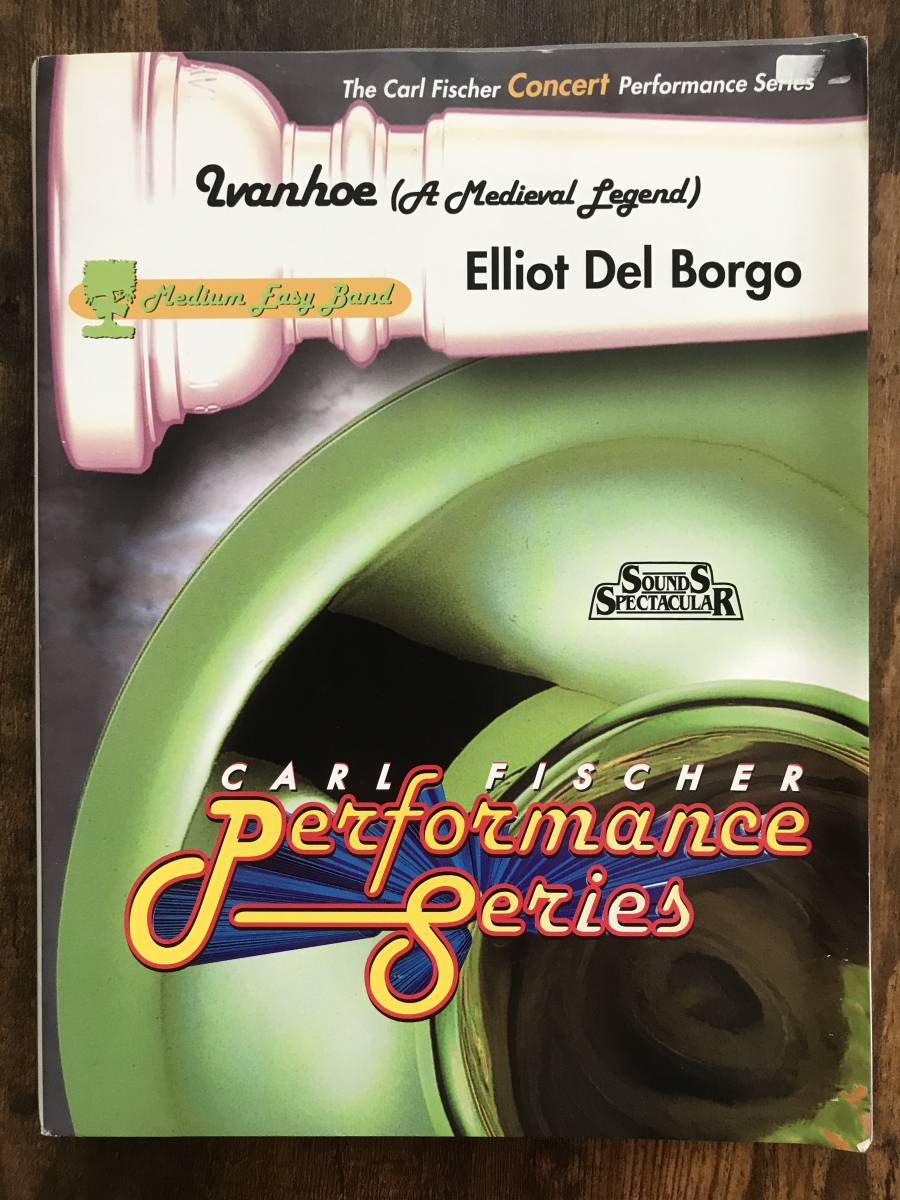 The Carl Fischer Concert Performance Series
Ivanhoe (A Medieval Legend)
Elliot Del Borgo
Medium Easy Band
SOUNDS
SPECTACULAR
CARL FISCHER
Performance
Series